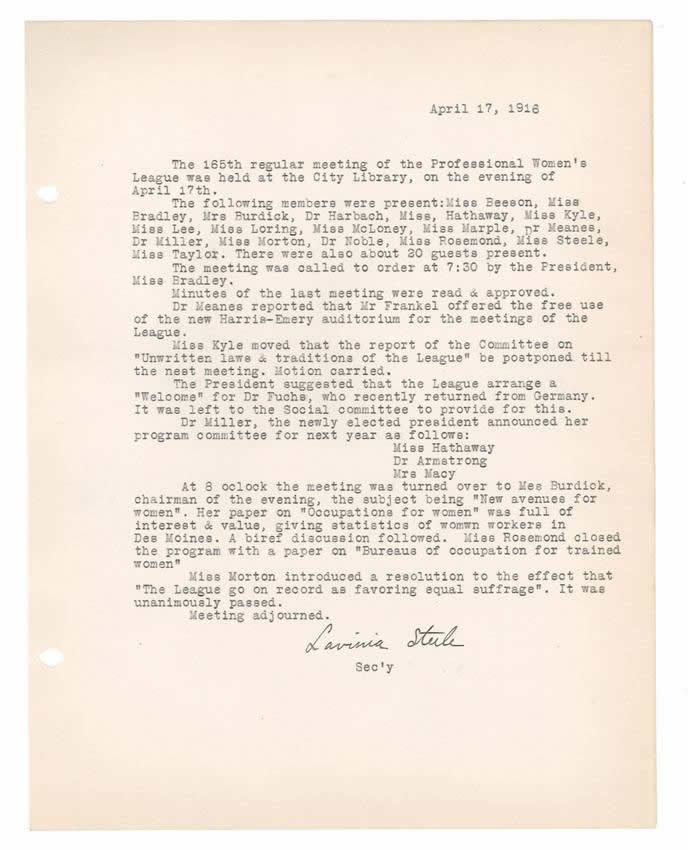 April 17, 1916
The 165th regular meeting of the Professional Women's
League was held at the City Library, on the evening of
April 17th.
The following members were present:Miss Beeson, Miss
Bradley, Mrs Burdick, Dr Harbach, Miss, Hathaway, Miss Kyle,
Miss Lee, Miss Loring, Miss McLoney, Miss Marple, Dr Meanes,
Dr Miller, Miss Morton, Dr Noble, Miss Rosemond, Miss Steele,
Miss Taylor. There were also about 20 guests present.
The meeting was called to order at 7:30 by the President,
Miss Bradley.
Minutes of the last meeting were read & approved.
Dr Meanes reported that Mr Frankel offered the free use
of the new Harris-Emery auditorium for the meetings of the
League.
Miss Kyle moved that the report of the Committee on
"Unwritten laws & traditions of the League" be postponed till
the nest meeting. Motion carried.
The President suggested that the League arrange a
"Welcome" for Dr Fuchs, who recently returned from Germany.
It was left to the Social committee to provide for this.
Dr Miller, the newly elected president announced her
program committee for next year as follows:
Miss Hathaway
Dr Armstrong
Mrs Macy
At 8 oclock the meeting was turned over to Mes Burdick,
chairman of the evening, the subject being "New avenues for
women". Her paper on "Occupations for women" was full of
interest & value, giving statistics of womwn workers in
Des Moines. A biref discussion followed. Miss Rosemond closed
the program with a paper on "Bureaus of occupation for trained
women"
Miss Morton introduced a resolution to the effect that
"The League go on record as favoring equal suffrage". It was
unanimously passed.
Meeting adjourned.
Lavinia Steele
Sec'y